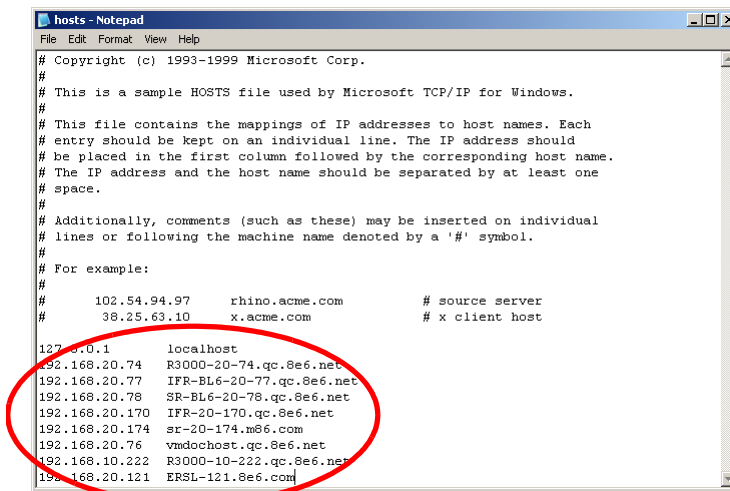 hosts - Notepad
File Edit Format View Help
# Copyright (c) 1993-1999 Microsoft Corp.
#
# This is a sample HOSTS file used by Microsoft TCP/IP for Windows.
#
# This file contains the mappings of IP addresses to host names. Each
# entry should be kept on an individual line. The IP address should
# be placed in the first column followed by the corresponding host name.
# The IP address and the host name should be separated by at least one
# space.
#
# Additionally, comments (such as these) may be inserted on individual
# lines or following the machine name denoted by a '#' symbol.
#
# For example:
#
#      102.54.94.97     rhino.acme.com          # source server
#       38.25.63.10     x.acme.com              # x client host

127.0.0.1       localhost
192.168.20.74   R3000-20-74.qc.8e6.net
192.168.20.77   IFR-BL6-20-77.qc.8e6.net
192.168.20.78   SR-BL6-20-78.qc.8e6.net
192.168.20.170  IFR-20-170.qc.8e6.net
192.168.20.174  sr-20-174.m86.com
192.168.20.76   vmdochost.qc.8e6.net
192.168.10.222  R3000-10-222.qc.8e6.net
192.168.20.121  ERSL-121.8e6.com